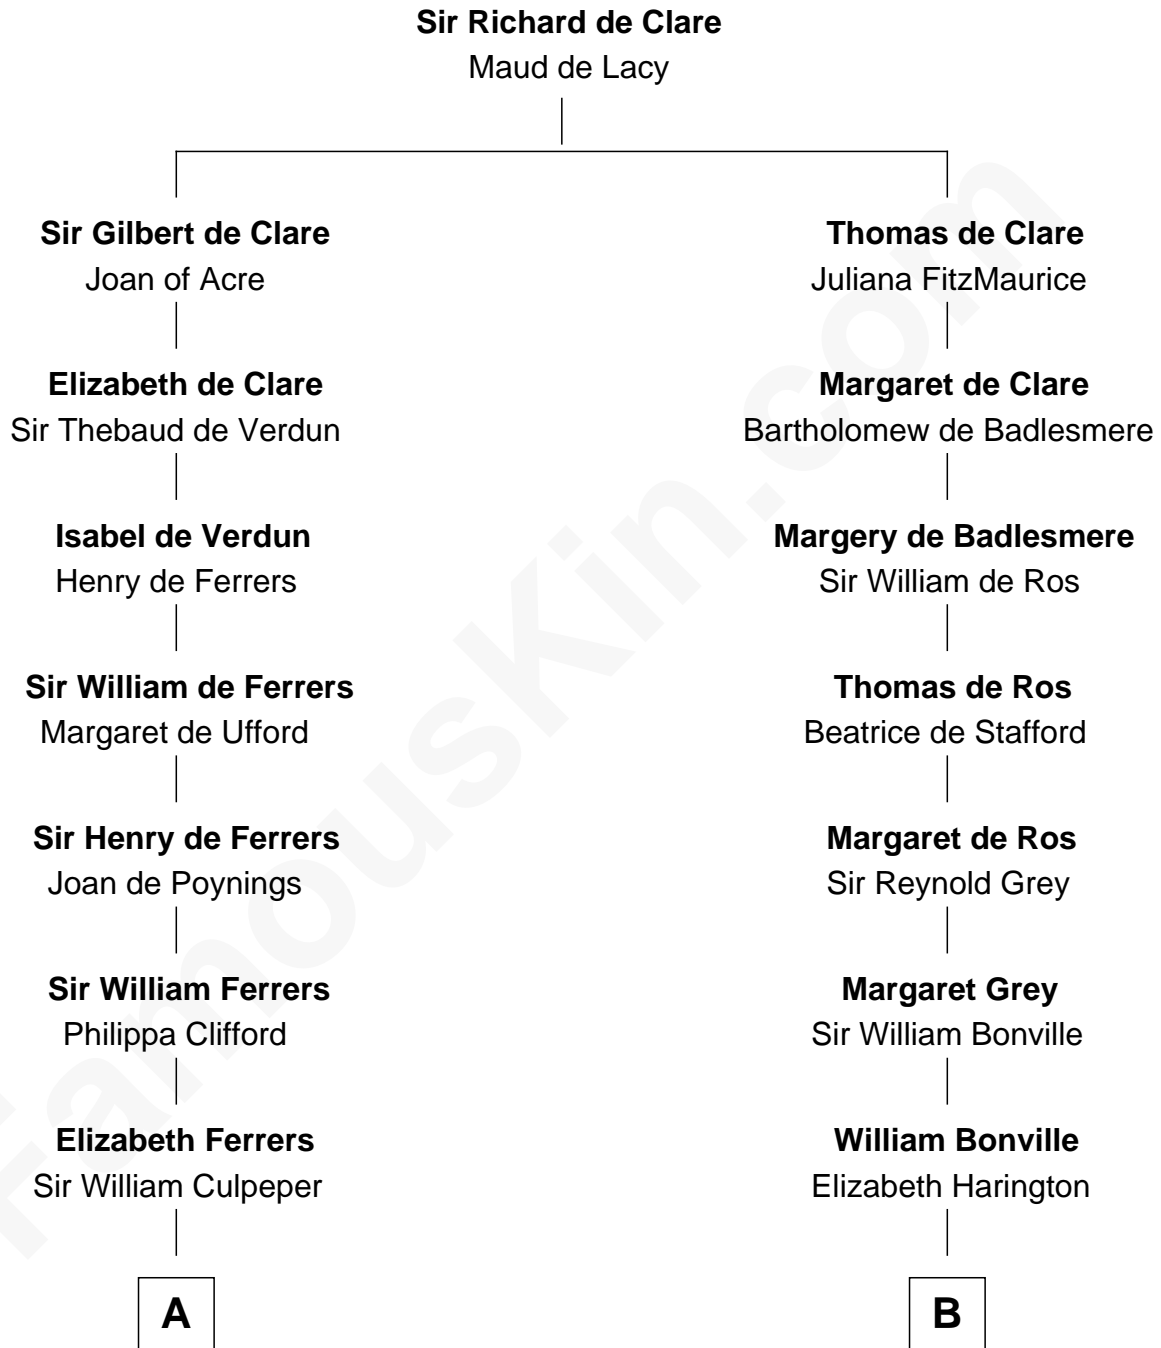 Sir Richard de Clare
Maud de Lacy
Sir Gilbert de Clare
Joan of Acre
Thomas de Clare
Juliana FitzMaurice
Elizabeth de Clare
Sir Thebaud de Verdun
Margaret de Clare
Bartholomew de Badlesmere
Isabel de Verdun
Henry de Ferrers
Margery de Badlesmere
Sir William de Ros
Sir William de Ferrers
Margaret de Ufford
Thomas de Ros
Beatrice de Stafford
Sir Henry de Ferrers
Joan de Poynings
Margaret de Ros
Sir Reynold Grey
Sir William Ferrers
Philippa Clifford
Margaret Grey
Sir William Bonville
Elizabeth Ferrers
Sir William Culpeper
William Bonville
Elizabeth Harington
A
B
FamousKin.com